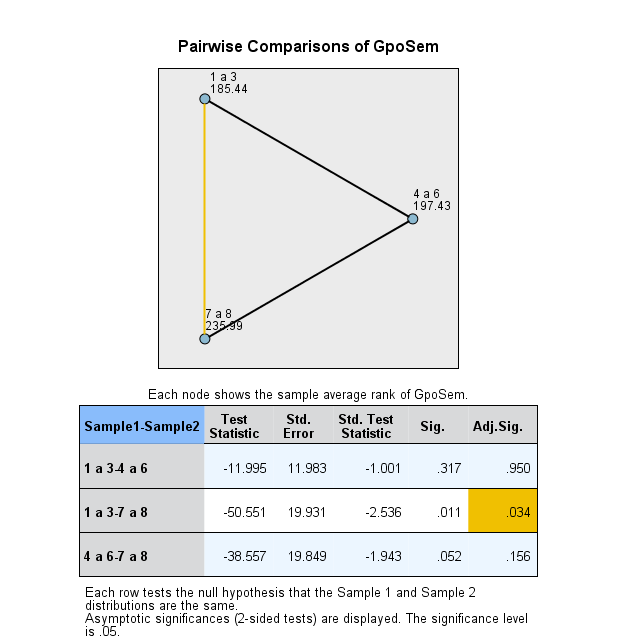 Pairwise Comparisons of GpoSem
1 a 3
185.44
4 a 6
197.43
7 a 8
235.99
Each node shows the sample average rank of GpoSem.
Sample1-Sample2 Test Statistic Std. Error Std. Test Statistic Sig. Adj.Sig.
1 a 3-4 a 6 -11.995 11.983 -1.001 .317 .950
1 a 3-7 a 8 -50.551 19.931 -2.536 .011 .034
4 a 6-7 a 8 -38.557 19.849 -1.943 .052 .156
Each row tests the null hypothesis that the Sample 1 and Sample 2
distributions are the same.
Asymptotic significances (2-sided tests) are displayed. The significance level
is .05.